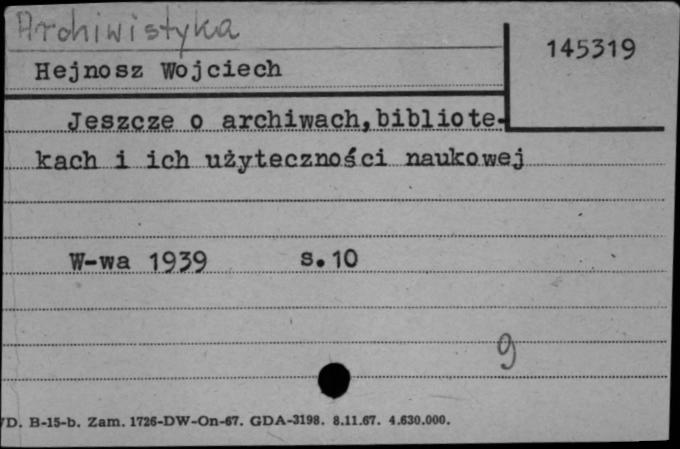 Archiwistyka
145319
Hejnosz Wojciech
Jeszcze o archiwach,bibliote-
kach i ich użyteczności naukowej
W-wa 1939 s.10
9
D. B-15-b. Zam. 1726-DW-On-67. GDA-3198. 8.11.67. 4.630.000.